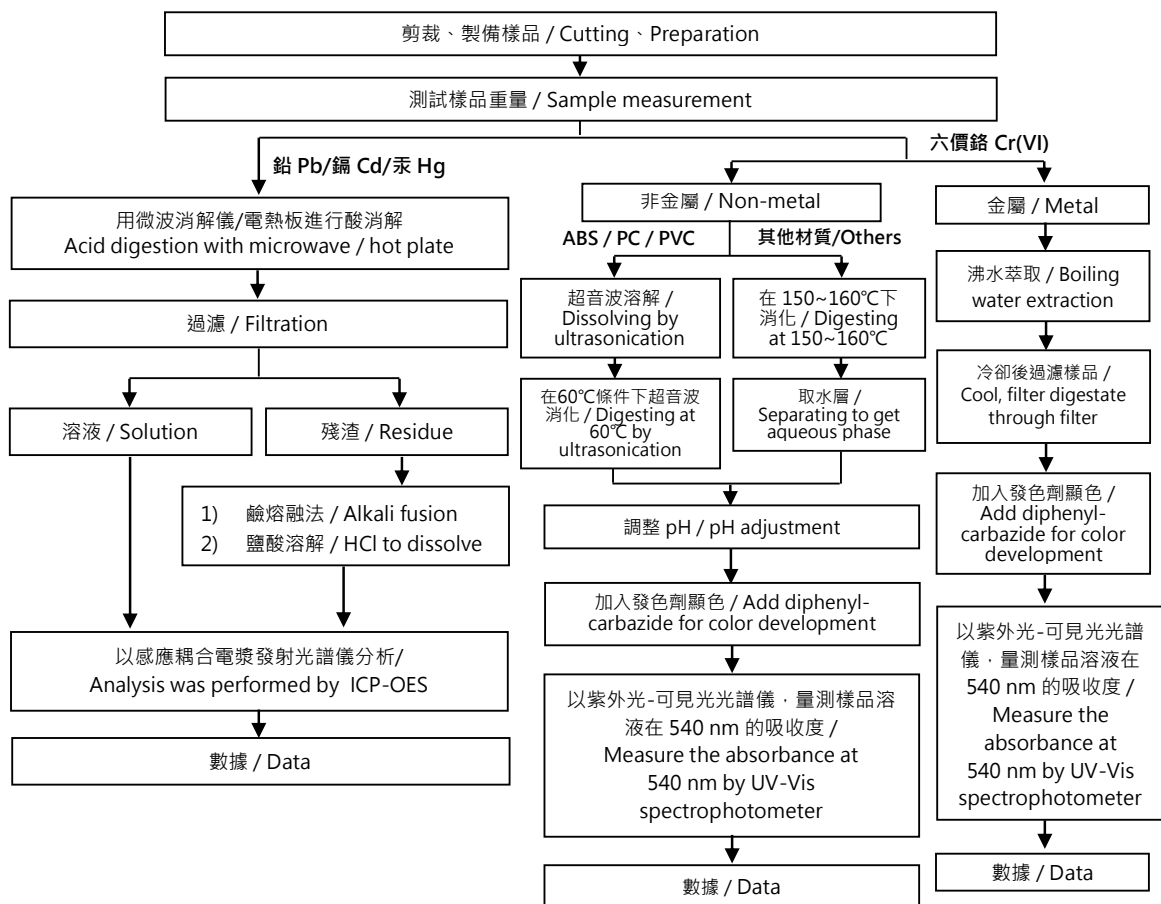 剪裁、製備樣品 / Cutting、Preparation
測試樣品重量 / Sample measurement
鉛 Pb/鎘 Cd/汞 Hg
六價鉻 Cr(VI)
用微波消解儀/電熱板進行酸消解
Acid digestion with microwave / hot plate
過濾 / Filtration
溶液 / Solution
殘渣 / Residue
1) 鹼熔融法 / Alkali fusion
2) 鹽酸溶解 / HCl to dissolve
以感應耦合電漿發射光譜儀分析/
Analysis was performed by ICP-OES
數據 / Data
非金屬 / Non-metal
ABS / PC / PVC
其他材質/Others
超音波溶解 /
Dissolving by
ultrasonication
在60℃條件下超音波
消化 / Digesting at
60℃ by
ultrasonication
在 150~160℃下
消化 / Digesting
at 150~160℃
取水層 /
Separating to get
aqueous phase
調整 pH / pH adjustment
加入發色劑顯色 / Add diphenyl-
carbazide for color development
以紫外光-可見光光譜儀，量測樣品溶
液在 540 nm 的吸收度 /
Measure the absorbance at
540 nm by UV-Vis
spectrophotometer
數據 / Data
金屬 / Metal
沸水萃取 / Boiling
water extraction
冷卻後過濾樣品 /
Cool, filter digestate
through filter
加入發色劑顯色 /
Add diphenyl-
carbazide for color
development
以紫外光-可見光光譜
儀，量測樣品溶液在
540 nm 的吸收度 /
Measure the
absorbance at
540 nm by UV-Vis
spectrophotometer
數據 / Data